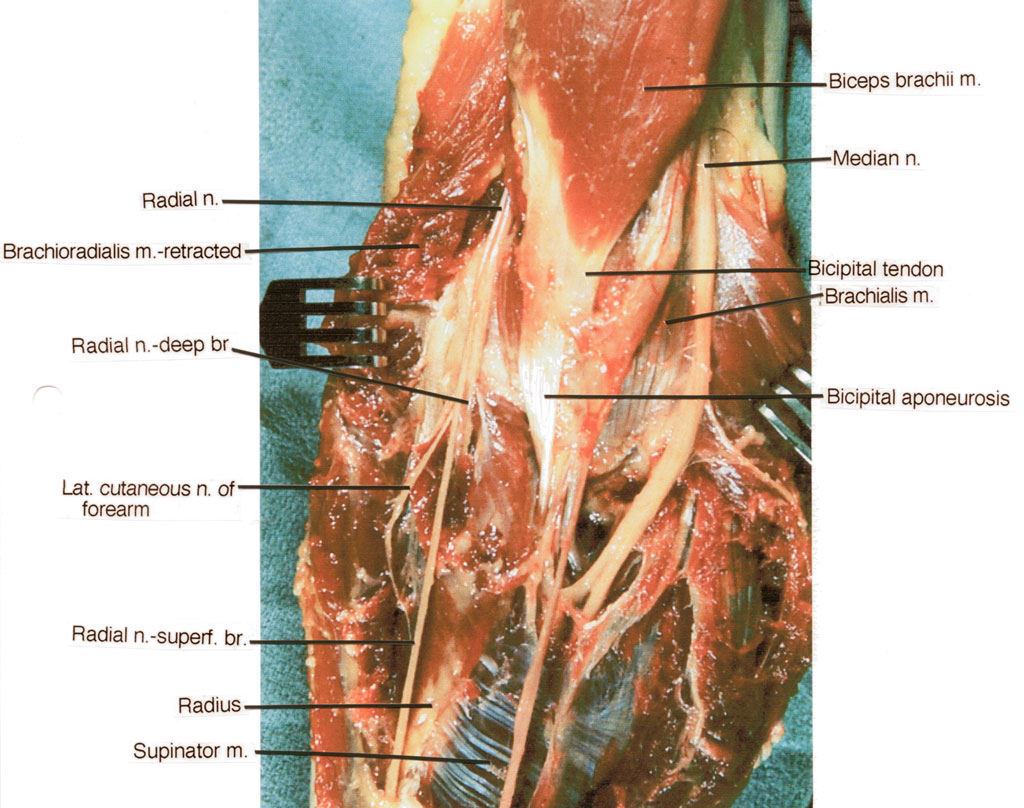 Biceps brachii m.
Median n.
Radial n.
Brachioradialis m.-retracted
Bicipital tendon
Brachialis m.
Radial n.-deep br
Bicipital aponeurosis
Lat. cutaneous n. of
forearm
Radial n.-superf. br.
Radius
Supinator m.